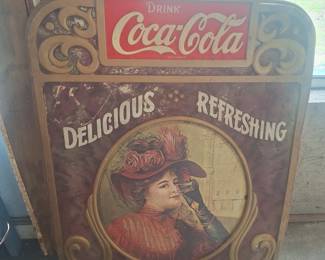 DRINK
Coca-Cola
DELICIOUS REFRESHING